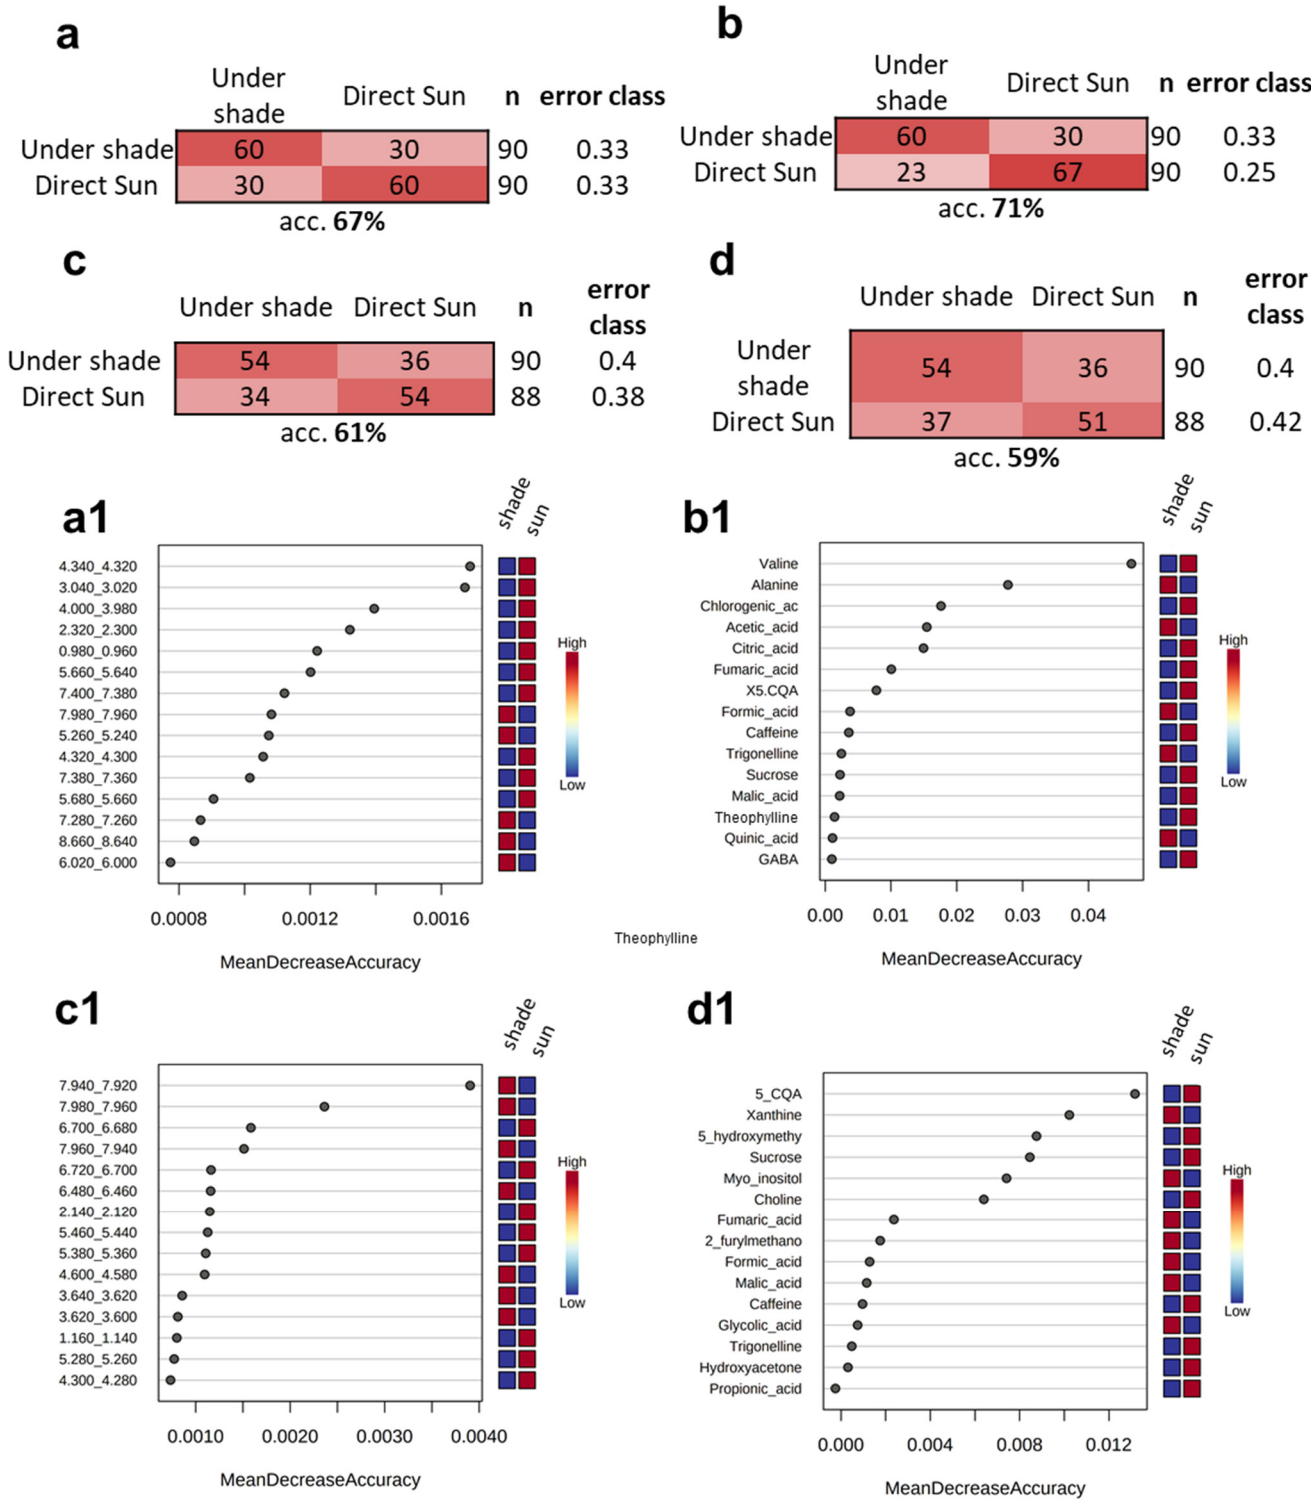 a
Under shade Direct Sun n error class
Under shade 60 30 90 0.33
Direct Sun 30 60 90 0.33
acc. 67%
b
Under shade Direct Sun n error class
Under shade 60 30 90 0.33
Direct Sun 23 67 90 0.25
acc. 71%
c
Under shade Direct Sun n error class
Under shade 54 36 90 0.4
Direct Sun 34 54 88 0.38
acc. 61%
d
Under shade Direct Sun n error class
Under shade 54 36 90 0.4
Direct Sun 37 51 88 0.42
acc. 59%
a1
shade sun
4.340_4.320
3.040_3.020
4.000_3.980
2.320_2.300
0.980_0.960
5.660_5.640
7.400_7.380
7.980_7.960
5.260_5.240
4.320_4.300
7.380_7.360
5.680_5.660
7.280_7.260
8.660_8.640
6.020_6.000
High
Low
0.0008 0.0012 0.0016
MeanDecreaseAccuracy
b1
shade sun
Valine
Alanine
Chlorogenic_ac
Acetic_acid
Citric_acid
Fumaric_acid
X5.CQA
Formic_acid
Caffeine
Trigonelline
Sucrose
Malic_acid
Theophylline
Quinic_acid
GABA
High
Low
0.00 0.01 0.02 0.03 0.04
MeanDecreaseAccuracy
Theophylline
c1
shade sun
7.940_7.920
7.980_7.960
6.700_6.680
7.960_7.940
6.720_6.700
6.480_6.460
2.140_2.120
5.460_5.440
5.380_5.360
4.600_4.580
3.640_3.620
3.620_3.600
1.160_1.140
5.280_5.260
4.300_4.280
High
Low
0.0010 0.0020 0.0030 0.0040
MeanDecreaseAccuracy
d1
shade sun
5_CQA
Xanthine
5_hydroxymethy
Sucrose
Myo_inositol
Choline
Fumaric_acid
2_furylmethano
Formic_acid
Malic_acid
Caffeine
Glycolic_acid
Trigonelline
Hydroxyacetone
Propionic_acid
High
Low
0.000 0.004 0.008 0.012
MeanDecreaseAccuracy